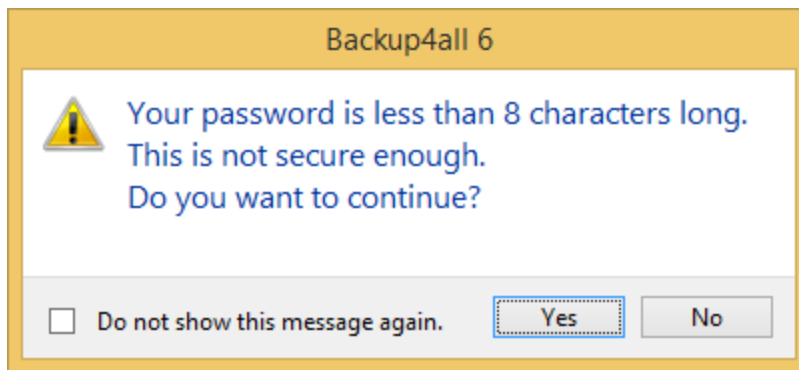 Backup4all 6
Your password is less than 8 characters long.
This is not secure enough.
Do you want to continue?
Do not show this message again. Yes No